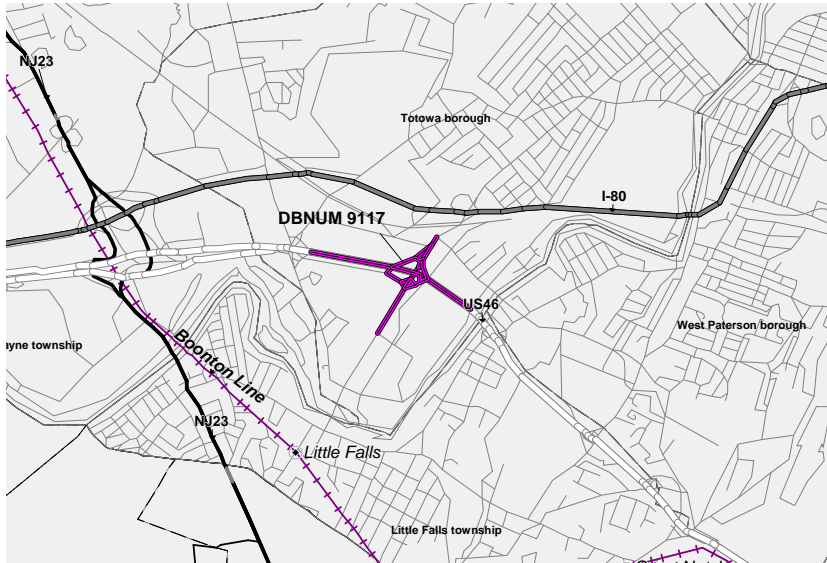 NJ23
Totowa borough
I-80
DBNUM 9117
US46
West Paterson borough
ayne township
Boonton Line
NJ23
Little Falls
Little Falls township